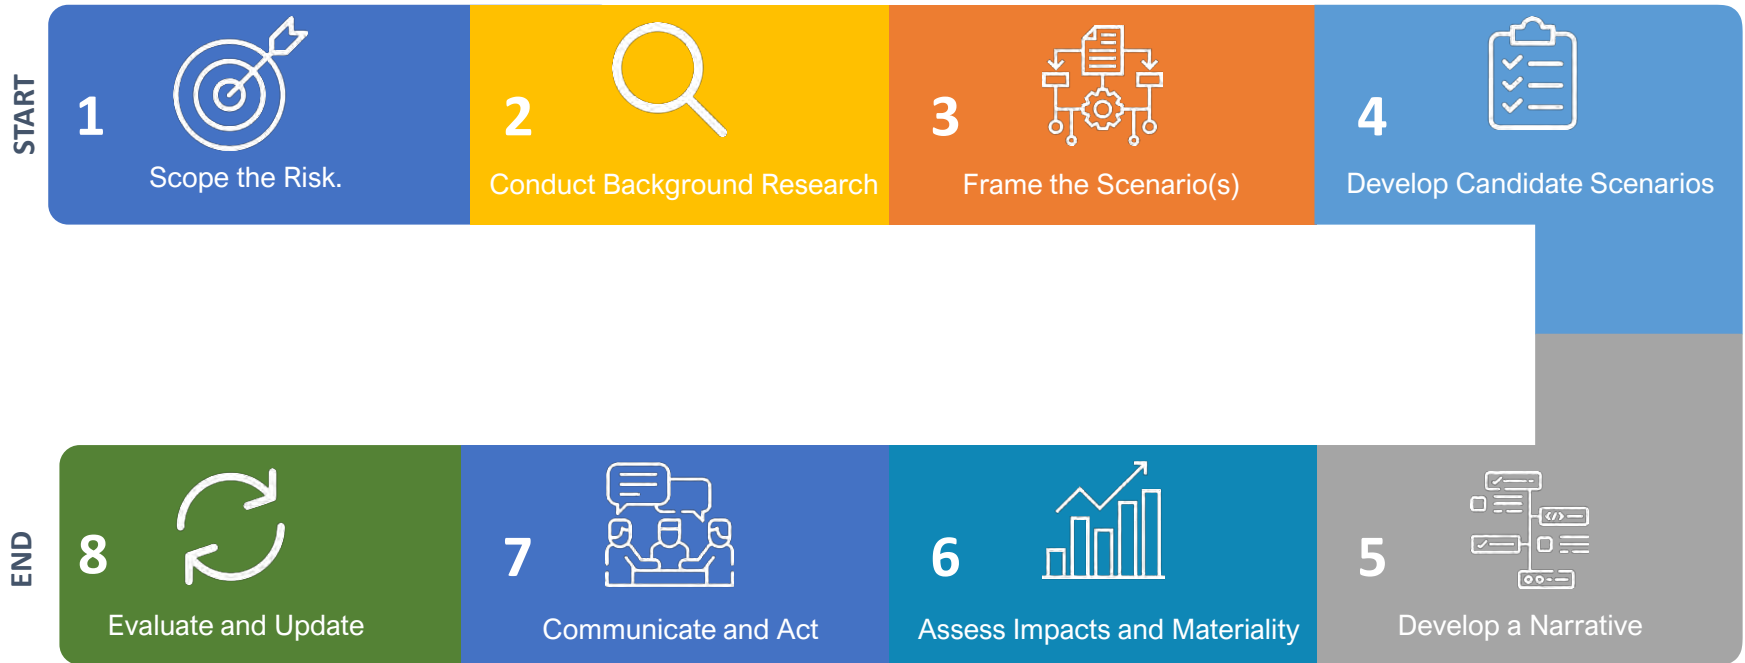 START
1
Scope the Risk.
2
Conduct Background Research
3
Frame the Scenario(s)
4
Develop Candidate Scenarios
5
Develop a Narrative
6
Assess Impacts and Materiality
7
Communicate and Act
8
Evaluate and Update
END